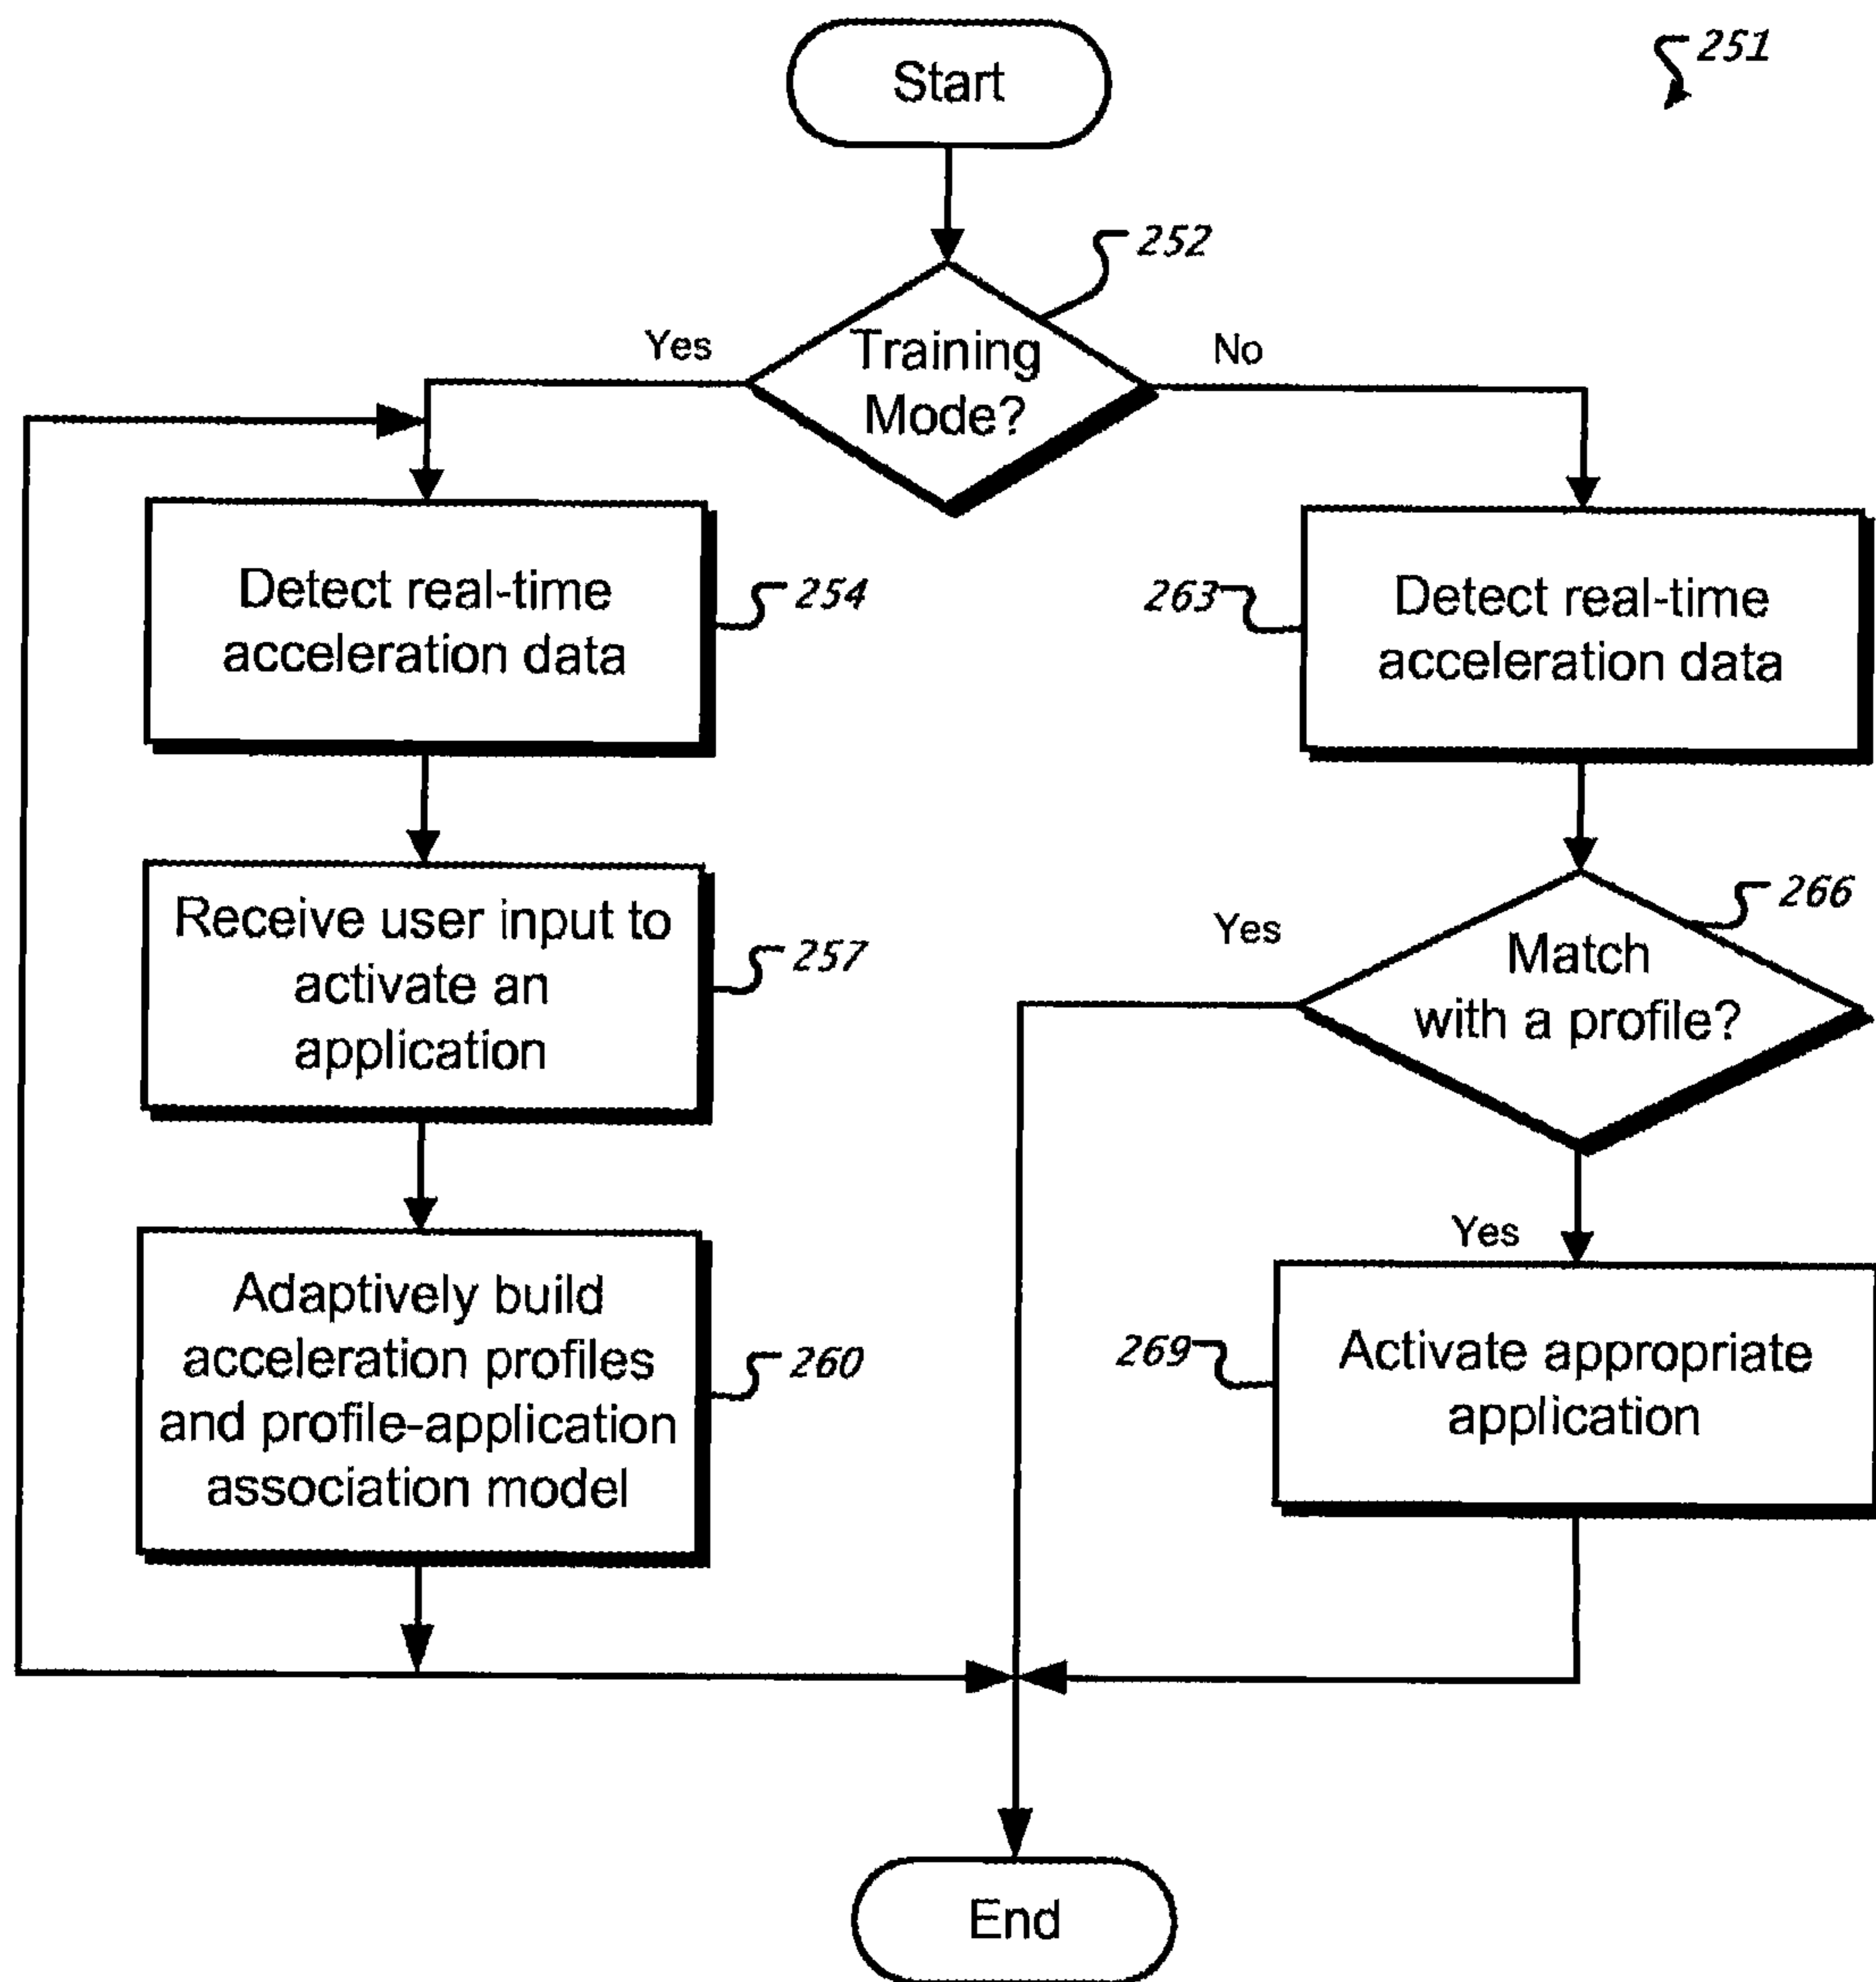 Start
251
252
Yes
Training
Mode?
No
Detect real-time
acceleration data
254
263
Detect real-time
acceleration data
Receive user input to
activate an
application
257
Yes
Match
with a profile?
266
Yes
Adaptively build
acceleration profiles
and profile-application
association model
260
269
Activate appropriate
application
End